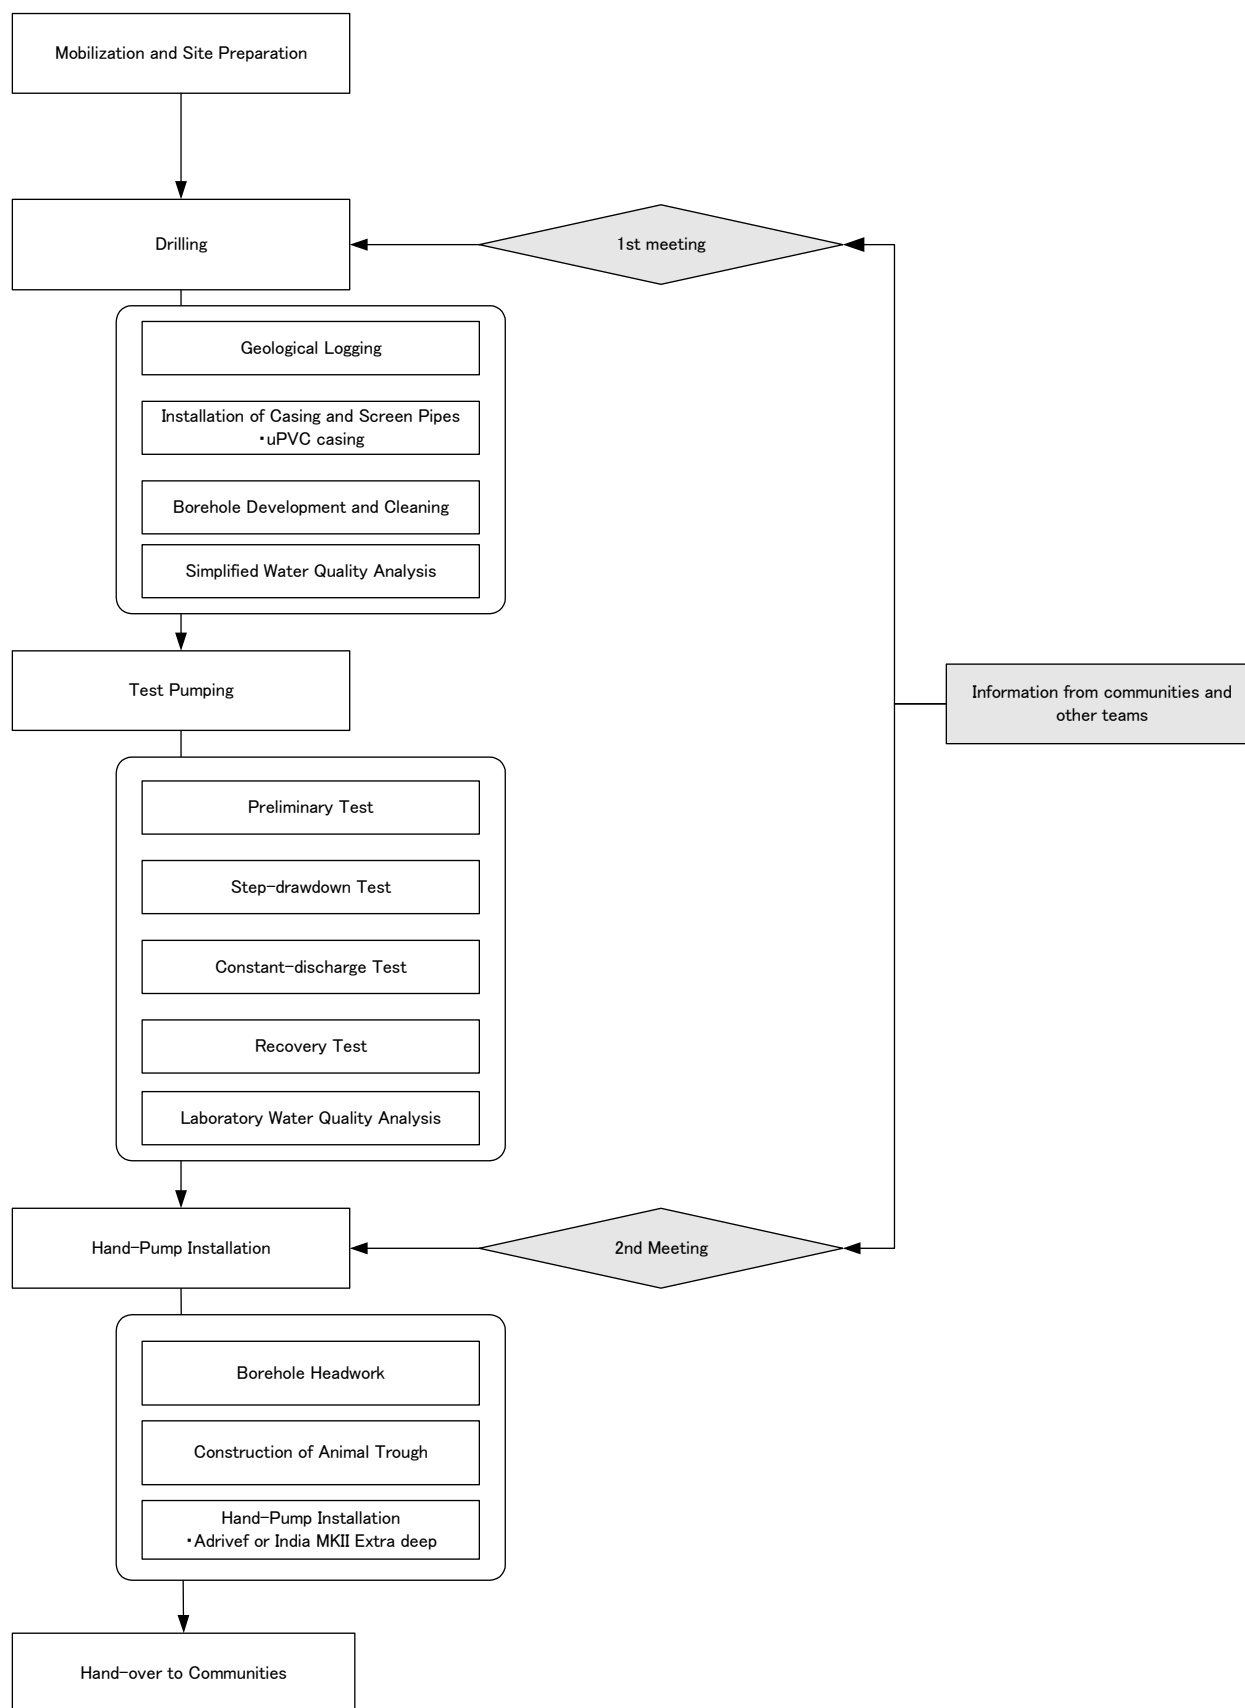 Mobilization and Site Preparation
Drilling
1st meeting
Geological Logging
Installation of Casing and Screen Pipes
・uPVC casing
Borehole Development and Cleaning
Simplified Water Quality Analysis
Test Pumping
Information from communities and
other teams
Preliminary Test
Step-drawdown Test
Constant-discharge Test
Recovery Test
Laboratory Water Quality Analysis
Hand-Pump Installation
2nd Meeting
Borehole Headwork
Construction of Animal Trough
Hand-Pump Installation
・Adrivef or India MKII Extra deep
Hand-over to Communities